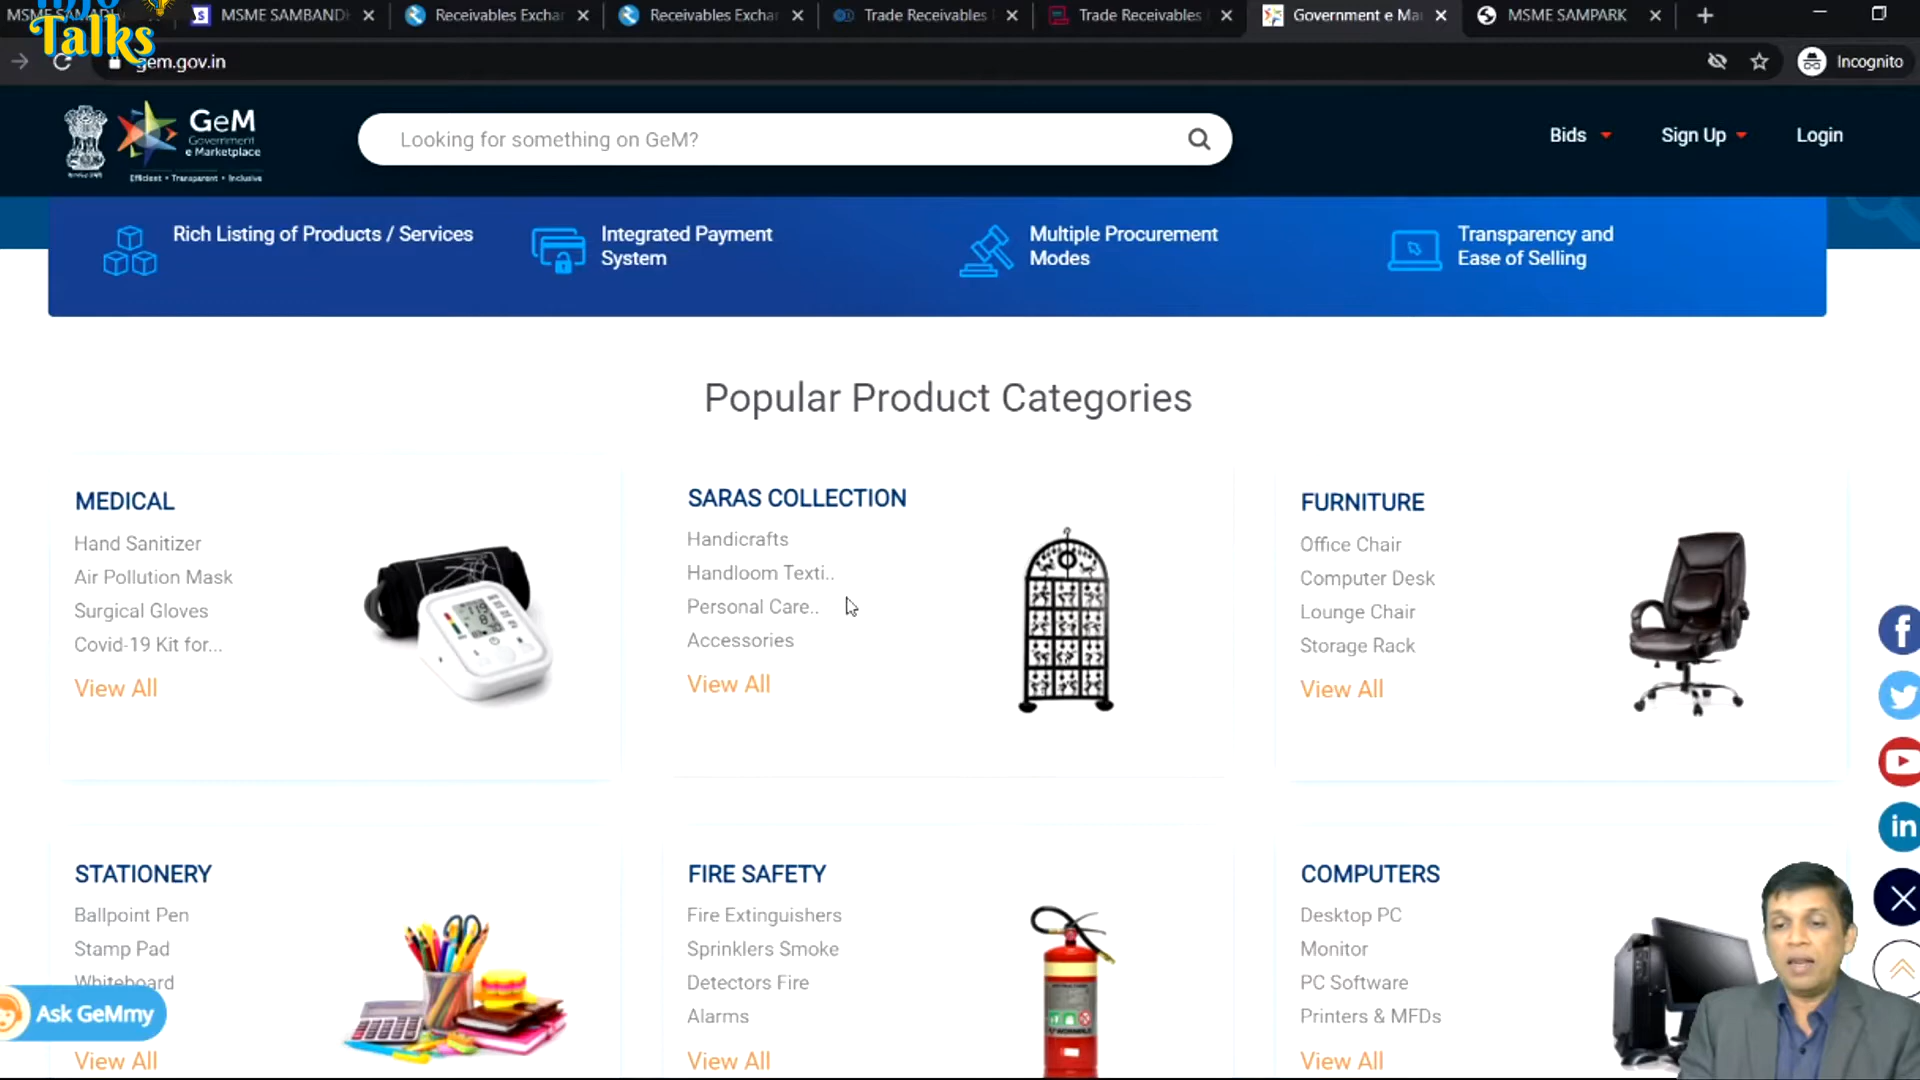 Talks
MSME SAMBAND
Receivables Excha
Receivables Excha
Trade Receivables
Trade Receivables
Government e Ma
MSME SAMPARK
gem.gov.in
Incognito
GeM
Government
e Marketplace
Efficient • Transparent • Inclusive
Looking for something on GeM?
Bids
Sign Up
Login
Rich Listing of Products / Services
Integrated Payment
System
Multiple Procurement
Modes
Transparency and
Ease of Selling
Popular Product Categories
MEDICAL
Hand Sanitizer
Air Pollution Mask
Surgical Gloves
Covid-19 Kit for...
View All
SARAS COLLECTION
Handicrafts
Handloom Texti..
Personal Care..
Accessories
View All
FURNITURE
Office Chair
Computer Desk
Lounge Chair
Storage Rack
View All
STATIONERY
Ballpoint Pen
Stamp Pad
Whiteboard
View All
FIRE SAFETY
Fire Extinguishers
Sprinklers Smoke
Detectors Fire
Alarms
View All
COMPUTERS
Desktop PC
Monitor
PC Software
Printers & MFDs
View All
Ask GeMmy